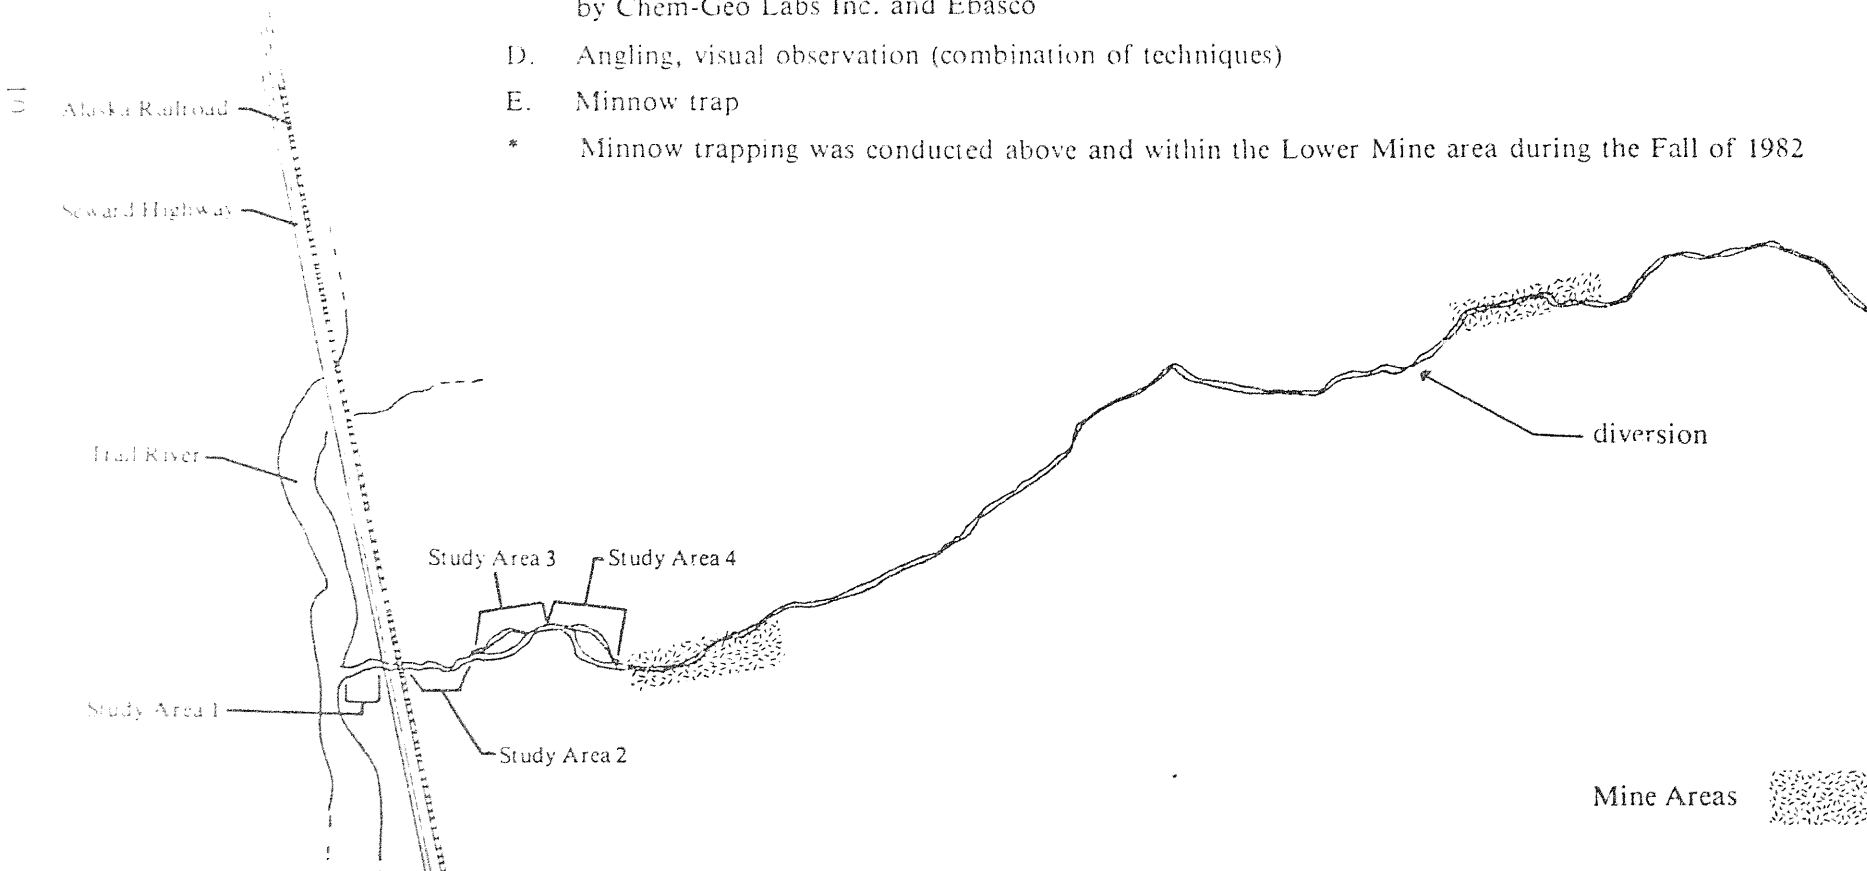 by Chem-Geo Labs Inc. and Ebasco
D. Angling, visual observation (combination of techniques)
E. Minnow trap
* Minnow trapping was conducted above and within the Lower Mine area during the Fall of 1982
10
Alaska Railroad
Seward Highway
diversion
Trail River
Study Area 3
Study Area 4
Study Area 1
Study Area 2
Mine Areas